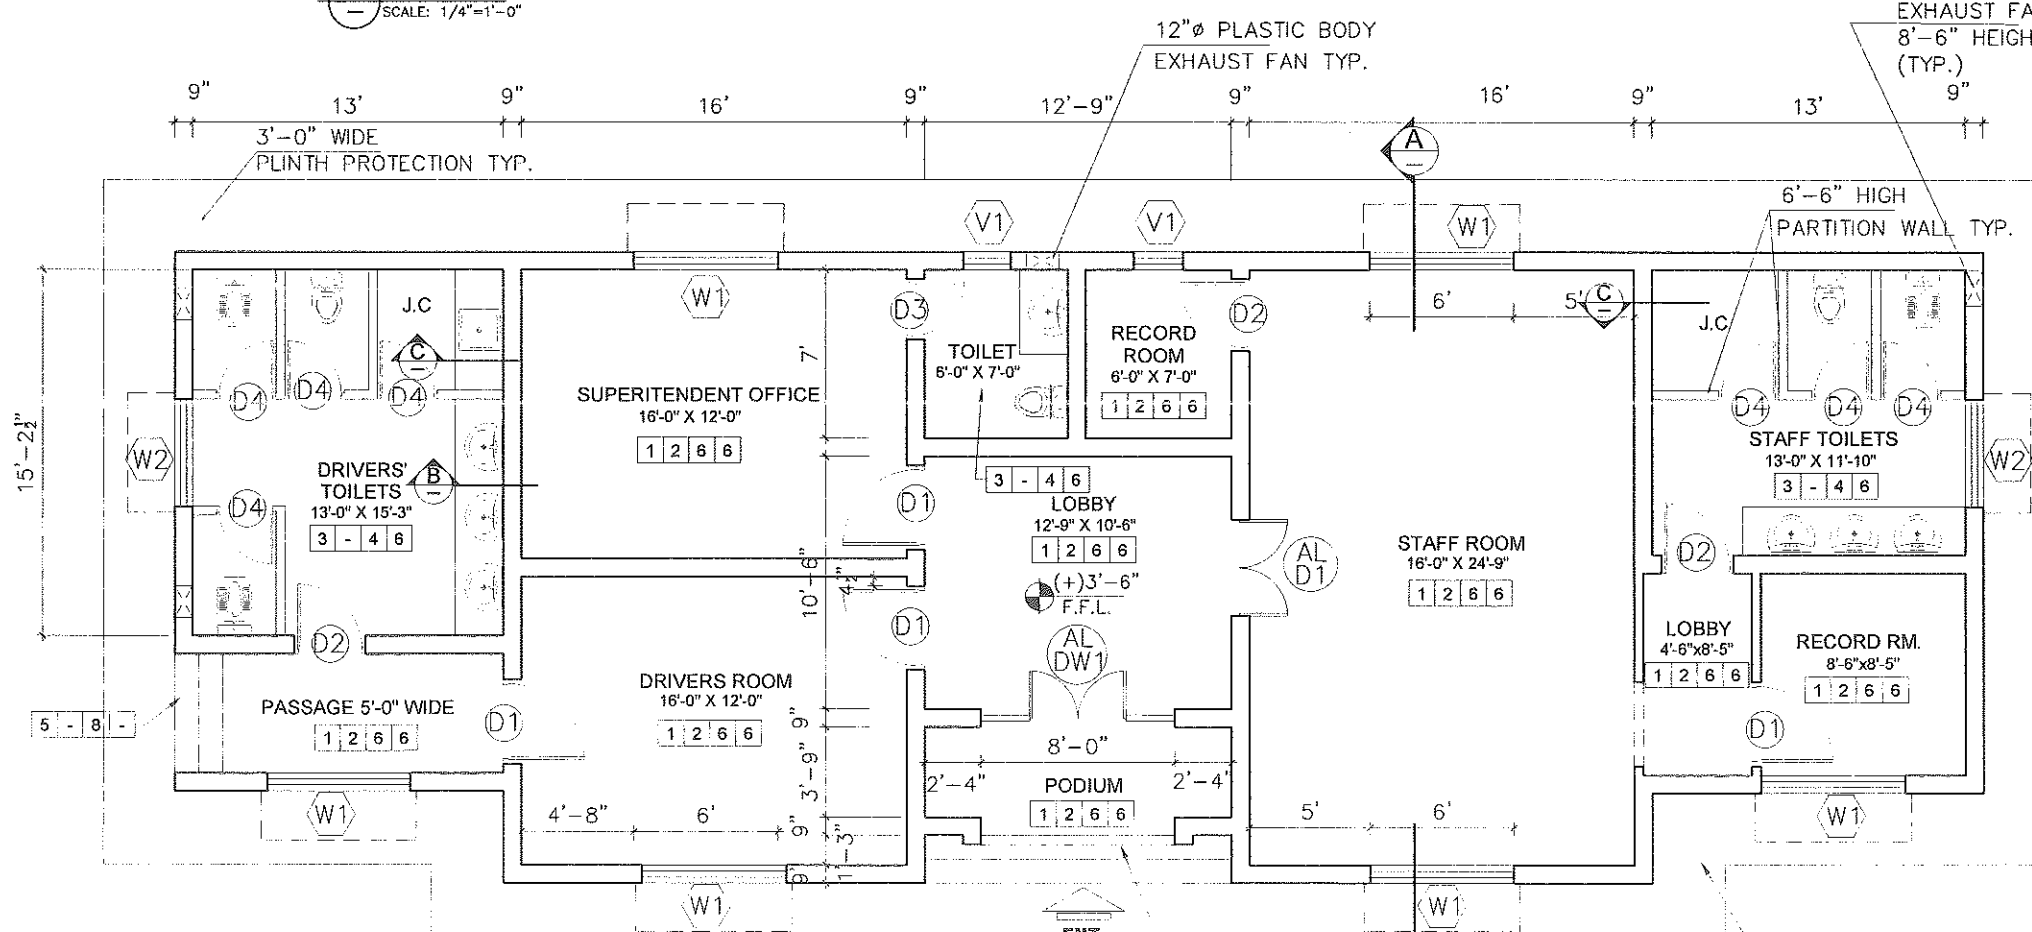 SCALE: 1/4"=1'-0"
12"ø PLASTIC BODY
EXHAUST FAN TYP.
8'-6" HEIGH
(TYP.)
9" 13' 9" 16' 9" 12'-9" 9" 16' 9" 13' 9"
3'-0" WIDE
PLINTH PROTECTION TYP.
A
6'-6" HIGH
PARTITION WALL TYP.
V1 V1 W1
W1
J.C
D3
D2
6' 5' C
J.C
C
7'
TOILET
6'-0" X 7'-0"
RECORD
ROOM
6'-0" X 7'-0"
1 2 6 6
SUPERITENDENT OFFICE
16'-0" X 12'-0"
1 2 6 6
D4 D4 D4
D4 D4 D4
15'-2½"
W2
DRIVERS'
TOILETS
13'-0" X 15'-3"
3 - 4 6
B
D4
STAFF TOILETS
13'-0" X 11'-10"
3 - 4 6
W2
3 - 4 6
D1
LOBBY
12'-9" X 10'-6"
1 2 6 6
(+)3'-6"
F.F.L.
AL
D1
STAFF ROOM
16'-0" X 24'-9"
1 2 6 6
D2
10'-6"
4½"
D1
AL
DW1
D2
LOBBY
4'-6"x8'-5"
1 2 6 6
RECORD RM.
8'-6"x8'-5"
1 2 6 6
DRIVERS ROOM
16'-0" X 12'-0"
1 2 6 6
PASSAGE 5'-0" WIDE
1 2 6 6
5 - 8 -
D1
D1
9"
8'-0"
2'-4" 2'-4"
3'-9"
PODIUM
1 2 6 6
W1
4'-8" 6'
9"
1'-3"
9"
5' 6'
W1
W1
W1